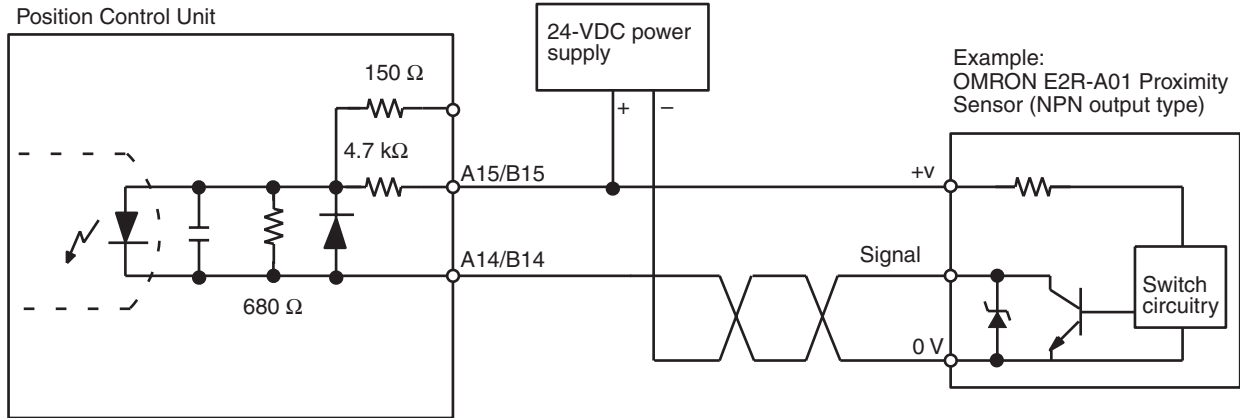 Position Control Unit
24-VDC power
supply
+
−
150 Ω
4.7 kΩ
A15/B15
A14/B14
680 Ω
Example:
OMRON E2R-A01 Proximity
Sensor (NPN output type)
+v
Signal
0 V
Switch
circuitry